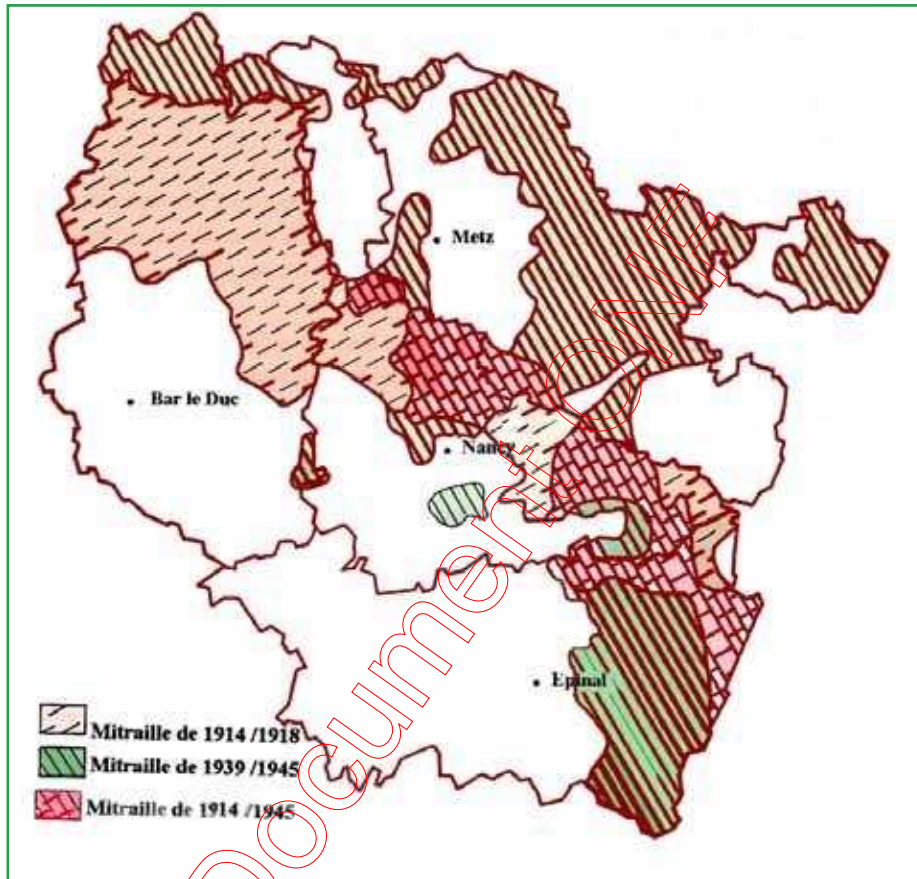 Metz
Bar le Duc
Nancy
Epinal
Mitraille de 1914 /1918
Mitraille de 1939 /1945
Mitraille de 1914 /1945
Document ONF